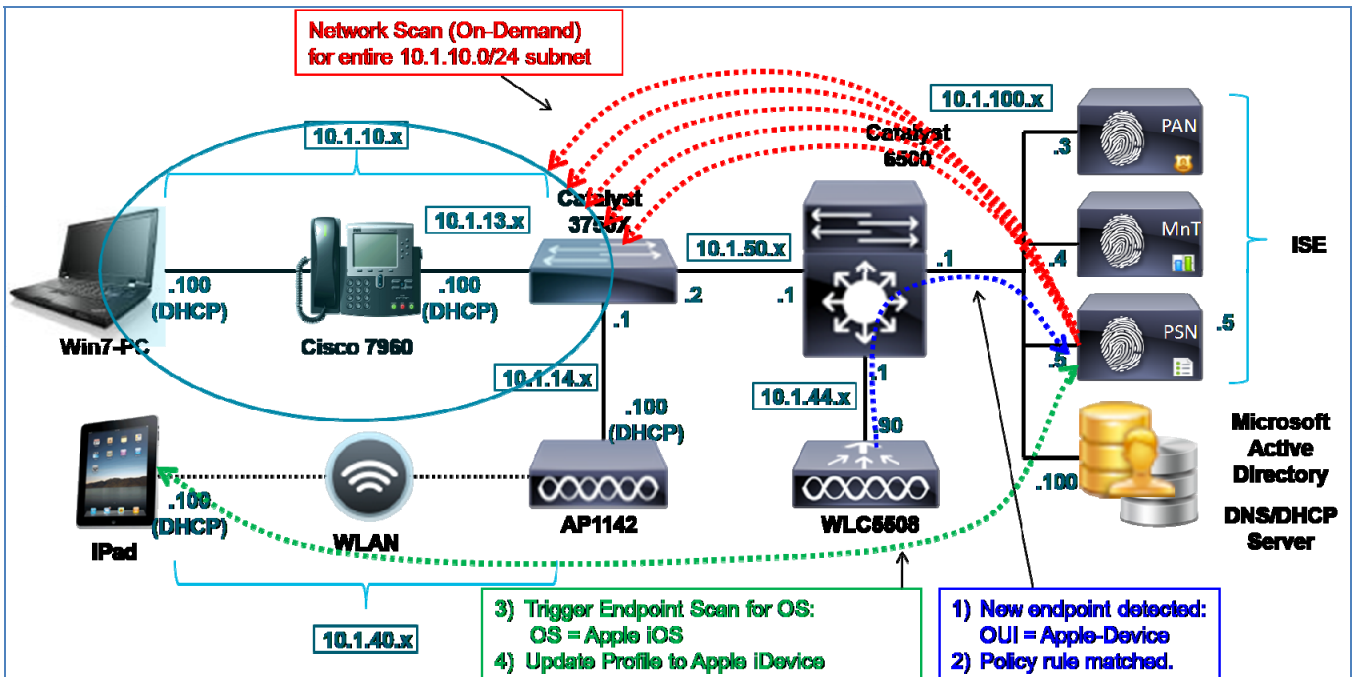 Network Scan (On-Demand)
for entire 10.1.10.0/24 subnet
10.1.10.x
10.1.100.x
Catalyst
6500
PAN
.3
Catalyst
3750X
10.1.13.x
10.1.50.x
MnT
.4
ISE
.1
.100
(DHCP)
.100
(DHCP)
.2
.1
.1
PSN
.5
.5
Win7-PC
Cisco 7960
10.1.14.x
.1
10.1.44.x
.100
(DHCP)
.90
Microsoft
Active
Directory
.100
DNS/DHCP
Server
.100
(DHCP)
IPad
WLAN
AP1142
WLC5508
10.1.40.x
3) Trigger Endpoint Scan for OS:
OS = Apple iOS
4) Update Profile to Apple iDevice
1) New endpoint detected:
OUI = Apple-Device
2) Policy rule matched.